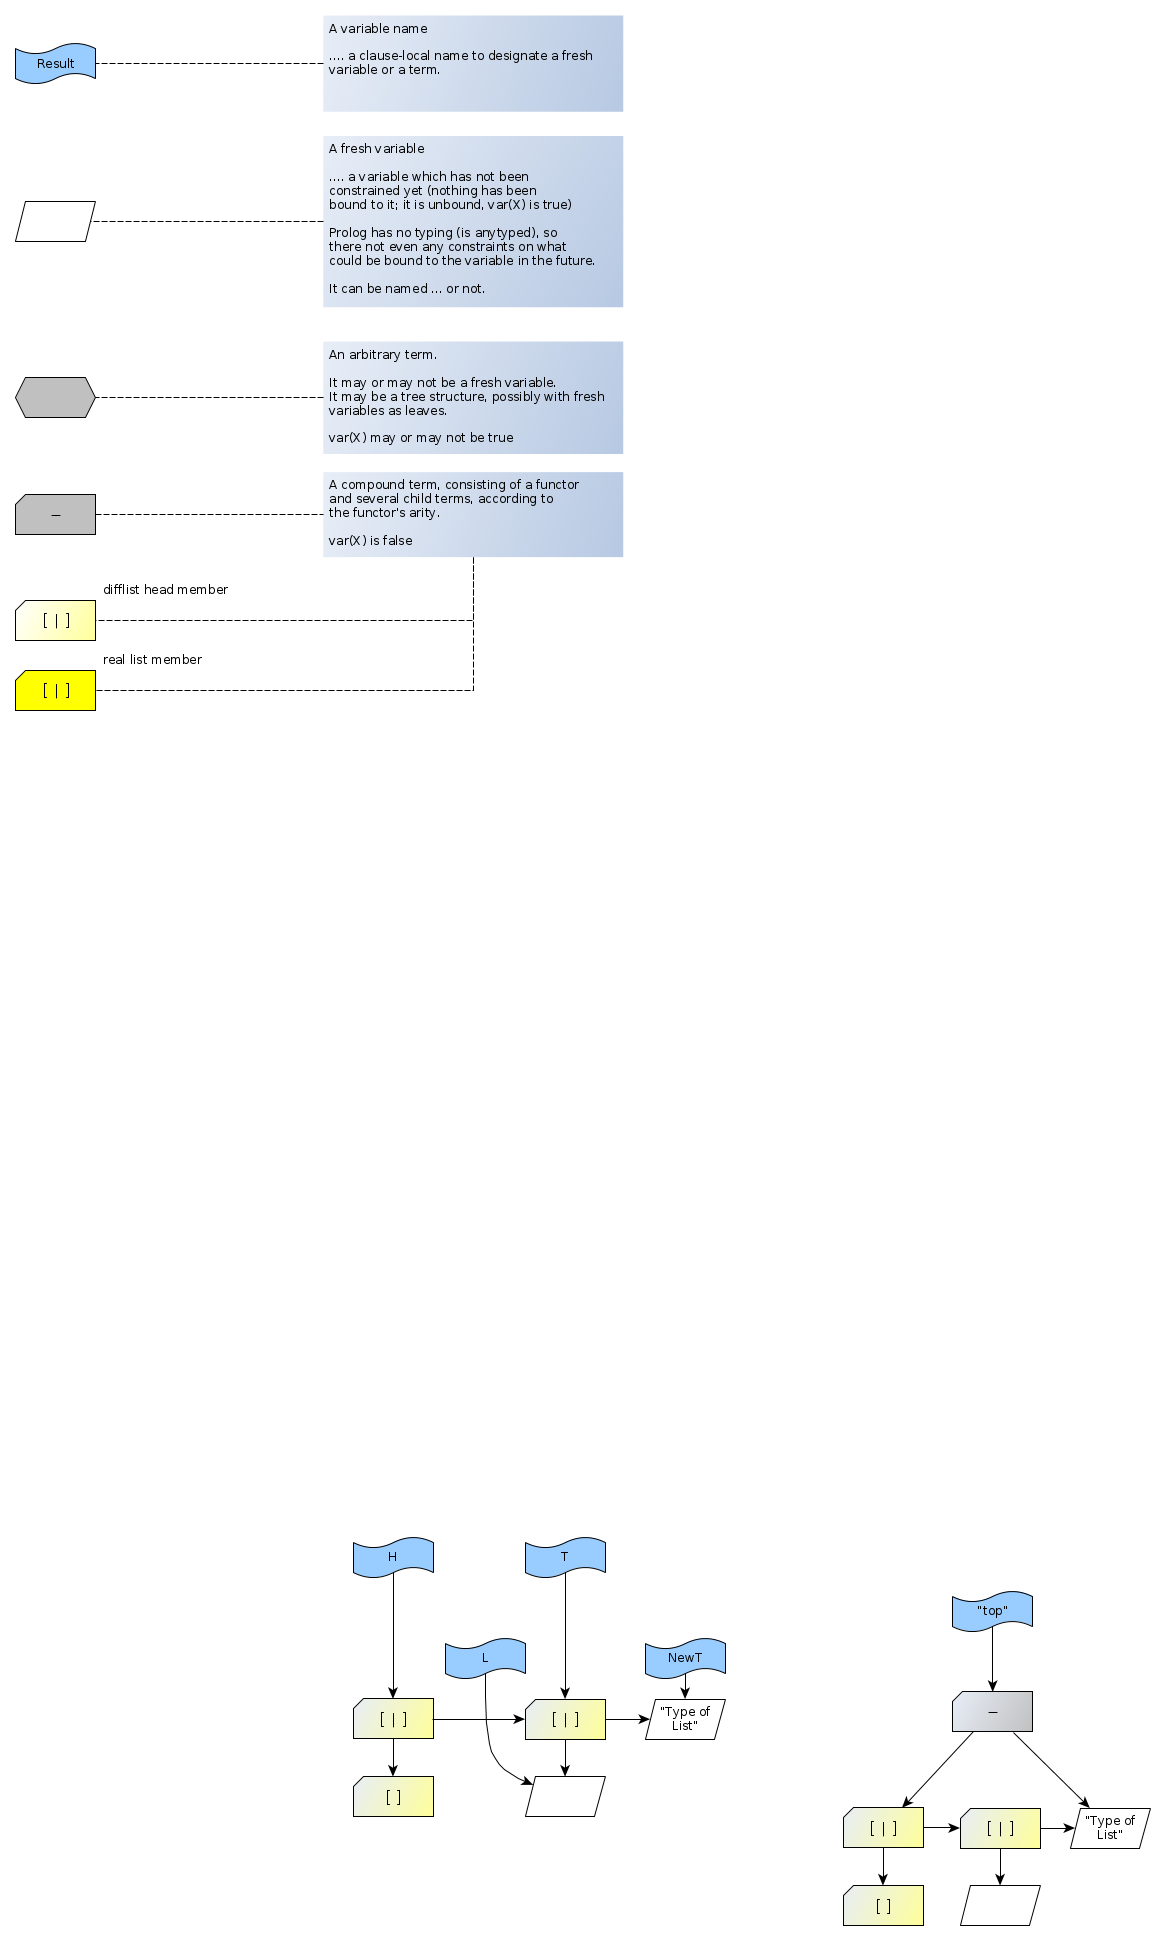 Result
A variable name
.... a clause-local name to designate a fresh
variable or a term.
A fresh variable
.... a variable which has not been
constrained yet (nothing has been
bound to it; it is unbound, var(X) is true)
Prolog has no typing (is anytyped), so
there not even any constraints on what
could be bound to the variable in the future.
It can be named ... or not.
An arbitrary term.
It may or may not be a fresh variable.
It may be a tree structure, possibly with fresh
variables as leaves.
var(X) may or may not be true
–
A compound term, consisting of a functor
and several child terms, according to
the functor's arity.
var(X) is false
difflist head member
[ | ]
real list member
[ | ]
H
T
"top"
L
NewT
[ | ]
[ | ]
"Type of
List"
–
[ ]
[ | ]
[ | ]
"Type of
List"
[ ]